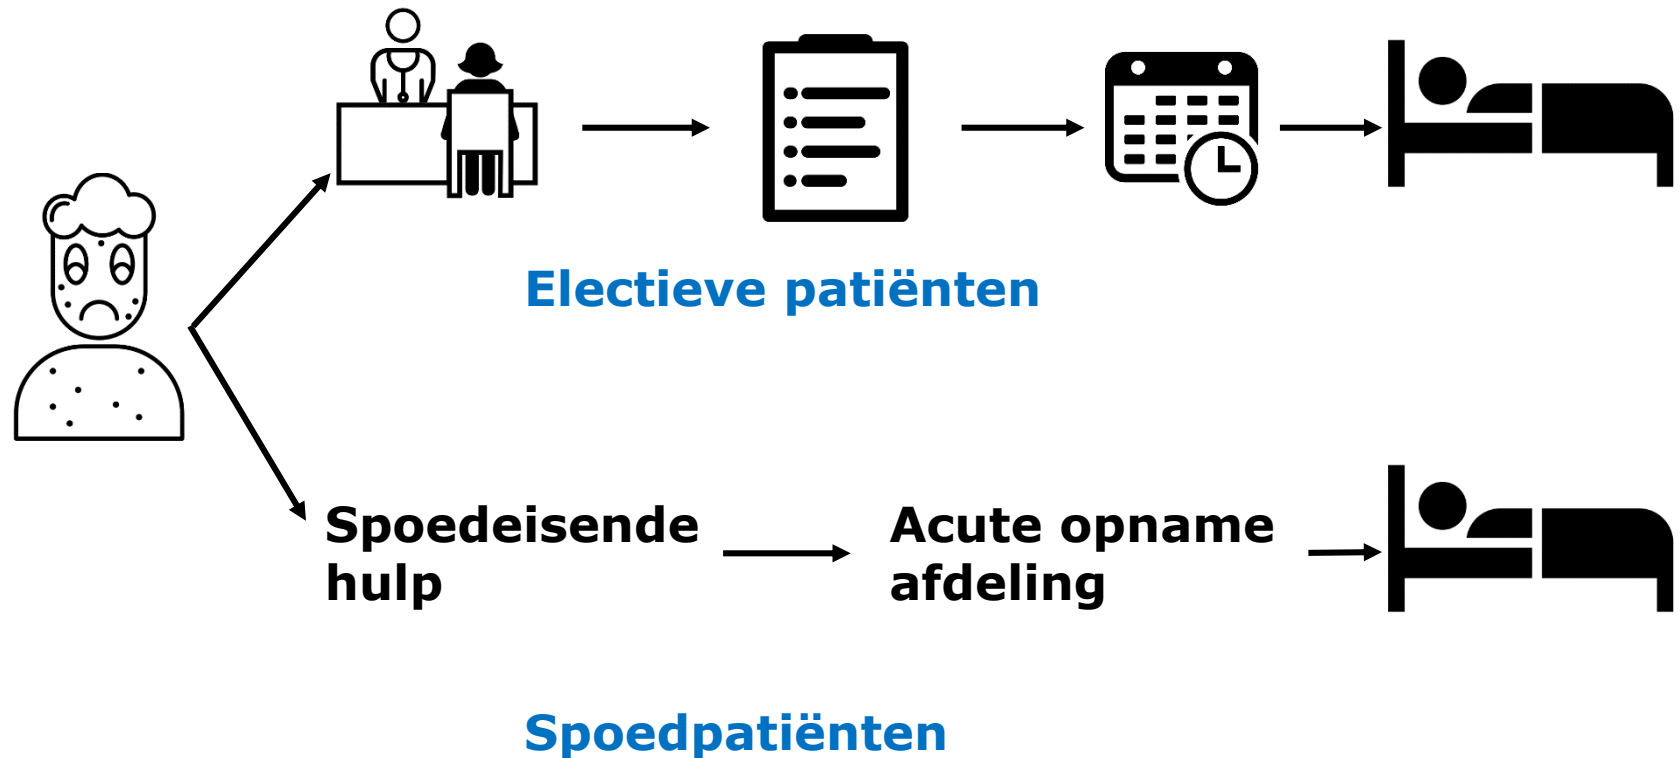 Electieve patiënten
Spoedeisende
hulp
Acute opname
afdeling
Spoedpatiënten